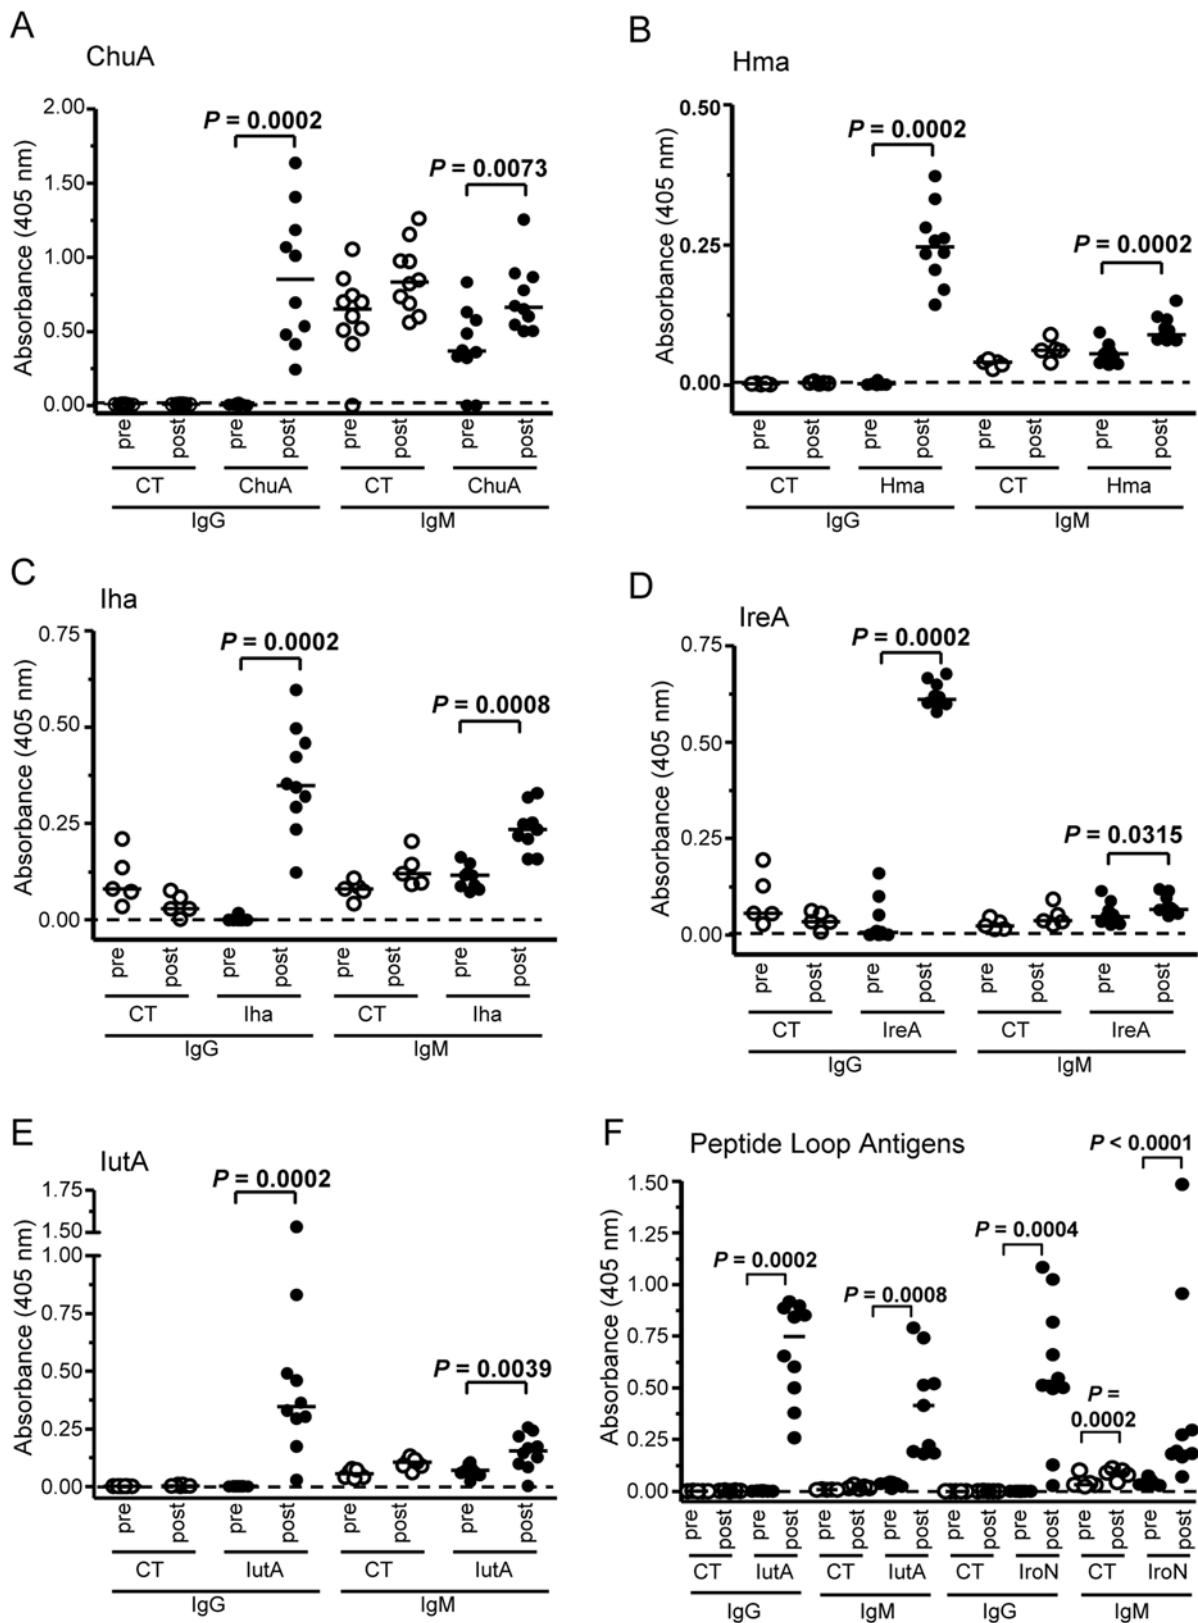 A
ChuA
Absorbance (405 nm)
2.00
1.50
1.00
0.50
0.00
P = 0.0002
P = 0.0073
pre post pre post pre post pre post
CT ChuA CT ChuA
IgG IgM
B
Hma
Absorbance (405 nm)
0.50
0.25
0.00
P = 0.0002
P = 0.0002
pre post pre post pre post pre post
CT Hma CT Hma
IgG IgM
C
Iha
Absorbance (405 nm)
0.75
0.50
0.25
0.00
P = 0.0002
P = 0.0008
pre post pre post pre post pre post
CT Iha CT Iha
IgG IgM
D
IreA
Absorbance (405 nm)
0.75
0.50
0.25
0.00
P = 0.0002
P = 0.0315
pre post pre post pre post pre post
CT IreA CT IreA
IgG IgM
E
IutA
Absorbance (405 nm)
1.75
1.50
1.00
0.75
0.50
0.25
0.00
P = 0.0002
P = 0.0039
pre post pre post pre post pre post
CT IutA CT IutA
IgG IgM
F
Peptide Loop Antigens
Absorbance (405 nm)
1.50
1.25
1.00
0.75
0.50
0.25
0.00
P = 0.0002
P = 0.0008
P = 0.0004
P =
0.0002
P < 0.0001
pre post pre post pre post pre post pre post pre post pre post pre post
CT IutA CT IutA CT IroN CT IroN
IgG IgM IgG IgM